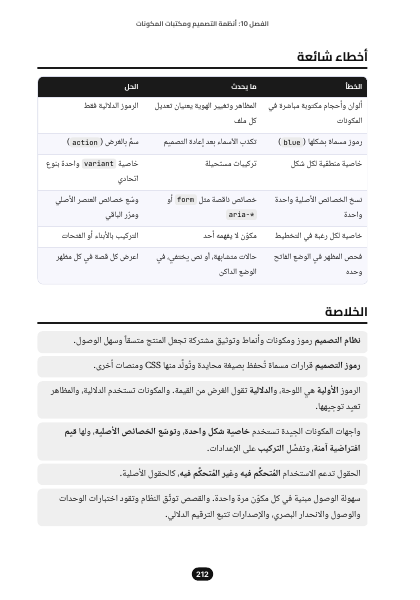 الفصل 10: أنظمة التصميم ومكتبات المكونات
أخطاء شائعة
الخطأ ما يحدث الحل
ألوان وأحجام مكتوبة مباشرة في المكونات المظاهر وتغيير الهوية يعنيان تعديل كل ملف الرموز الدلالية فقط
رموز مسماة بشكلها (blue) تكذب الأسماء بعد إعادة التصميم سمِّ بالغرض (action)
خاصية منطقية لكل شكل تركيبات مستحيلة خاصية variant واحدة بنوع اتحادي
نسخ الخصائص الأصلية واحدة واحدة خصائص ناقصة مثل form أو aria-* وسّع خصائص العنصر الأصلي ومرّر الباقي
خاصية لكل رغبة في التخطيط مكوّن لا يفهمه أحد التركيب بالأبناء أو الفتحات
فحص المظهر في الوضع الفاتح وحده حالات متشابهة، أو نص يختفي، في الوضع الداكن اعرض كل قصة في كل مظهر
الخلاصة
نظام التصميم رموز ومكونات وأنماط وتوثيق مشتركة تجعل المنتج متسقاً وسهل الوصول.
رموز التصميم قرارات مسماة تُحفظ بصيغة محايدة وتُولَّد منها CSS ومنصات أخرى.
الرموز الأولية هي اللوحة، والدلالية تقول الغرض من القيمة. والمكونات تستخدم الدلالية، والمظاهر
تعيد توجيهها.
واجهات المكونات الجيدة تستخدم خاصية شكل واحدة، وتوسّع الخصائص الأصلية، ولها قيم
افتراضية آمنة، وتفضّل التركيب على الإعدادات.
الحقول تدعم الاستخدام المُتحكَّم فيه وغير المُتحكَّم فيه، كالحقول الأصلية.
سهولة الوصول مبنية في كل مكوّن مرة واحدة. والقصص توثّق النظام وتقود اختبارات الوحدات
والوصول والانحدار البصري، والإصدارات تتبع الترقيم الدلالي.
212